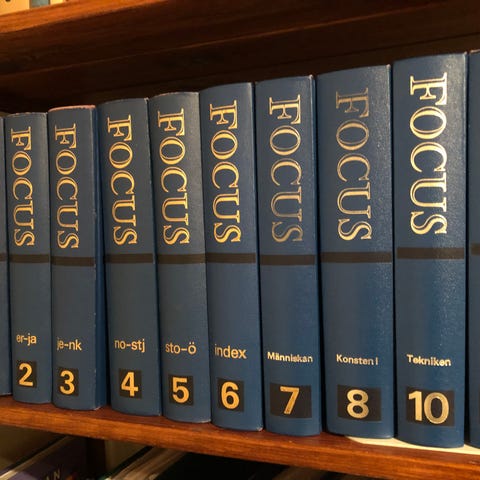 FOCUS
er-ja
2
FOCUS
je-nk
3
FOCUS
no-stj
4
FOCUS
sto-ö
5
FOCUS
index
6
FOCUS
Människan
7
FOCUS
Konsten I
8
FOCUS
Tekniken
10